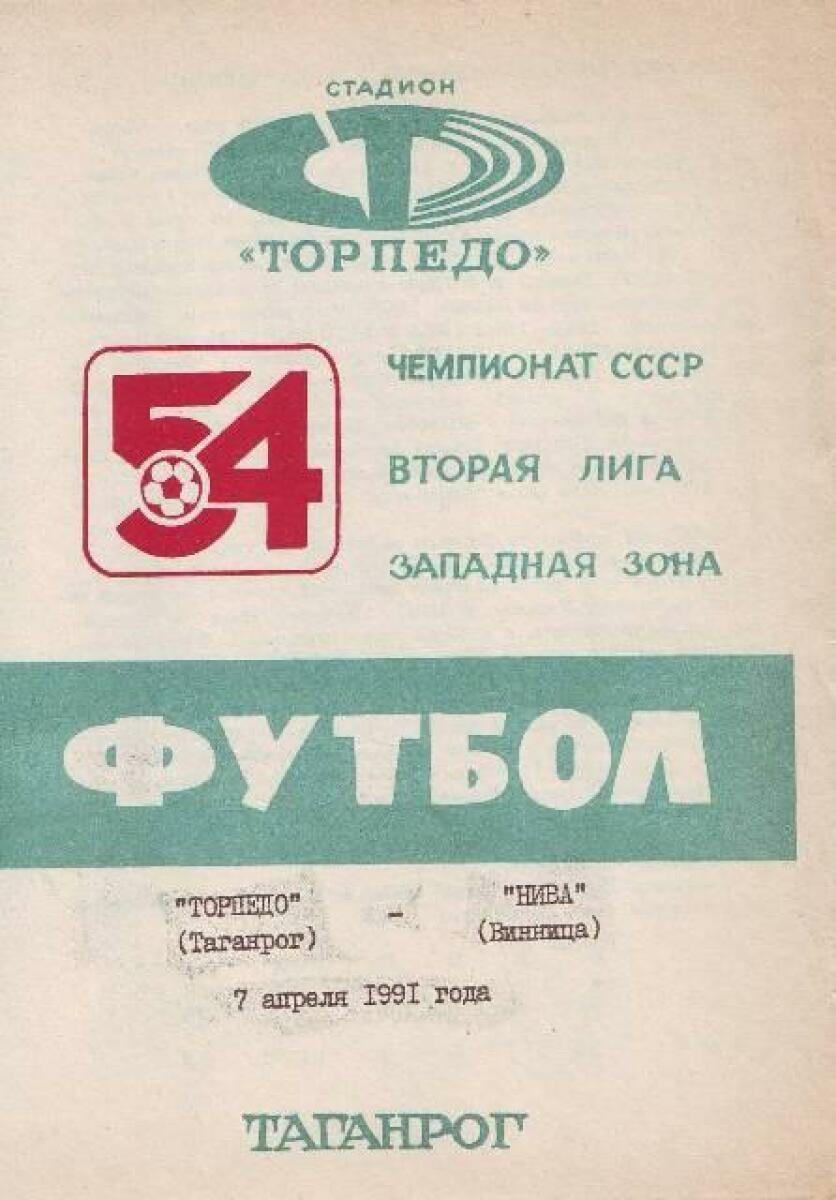 СТАДИОН
«ТОРПЕДО»
54
ЧЕМПИОНАТ СССР
ВТОРАЯ ЛИГА
ЗАПАДНАЯ ЗОНА
ФУТБОЛ
"ТОРПЕДО" – "НИВА"
(Таганрог) (Винница)
7 апреля 1991 года
ТАГАНРОГ